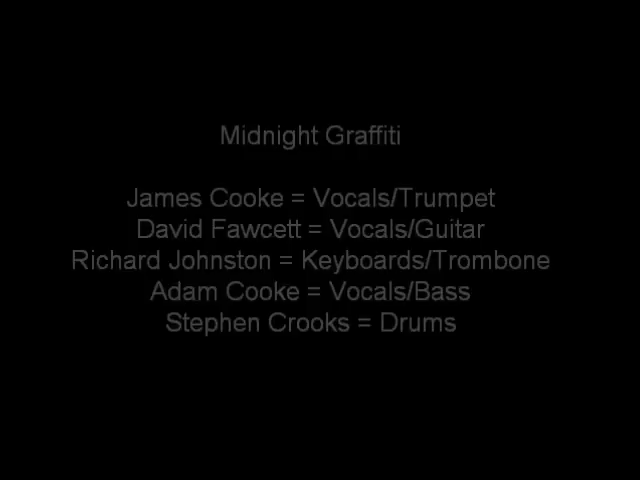 Midnight Graffiti
James Cooke = Vocals/Trumpet
David Fawcett = Vocals/Guitar
Richard Johnston = Keyboards/Trombone
Adam Cooke = Vocals/Bass
Stephen Crooks = Drums